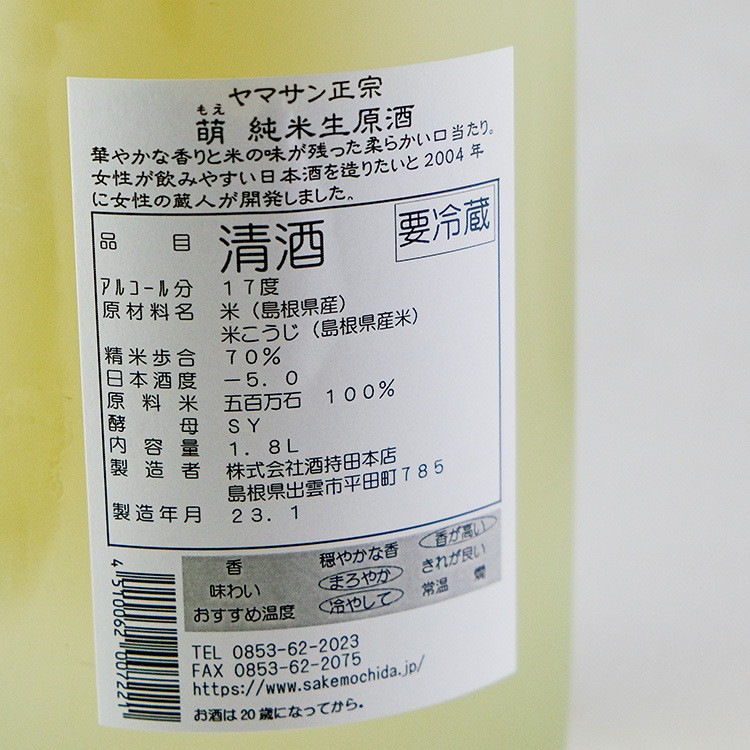 ヤマサン正宗
もえ
萌 純米生原酒
華やかな香りと米の味が残った柔らかい口当たり。
女性が飲みやすい日本酒を造りたいと2004年
に女性の蔵人が開発しました。
品目 清酒 要冷蔵
アルコール分 17度
原材料名 米（島根県産）
米こうじ（島根県産米）
精米歩合 70%
日本酒度 -5.0
原料米 五百万石 100%
酵母 SY
内容量 1.8L
製造者 株式会社酒持田本店
島根県出雲市平田町785
製造年月 23.1
香 穏やかな香 香が高い
味わい まろやか きれが良い
おすすめ温度 冷やして 常温 燗
4510062007221
TEL 0853-62-2023
FAX 0853-62-2075
https://www.sakemochida.jp/
お酒は20歳になってから。